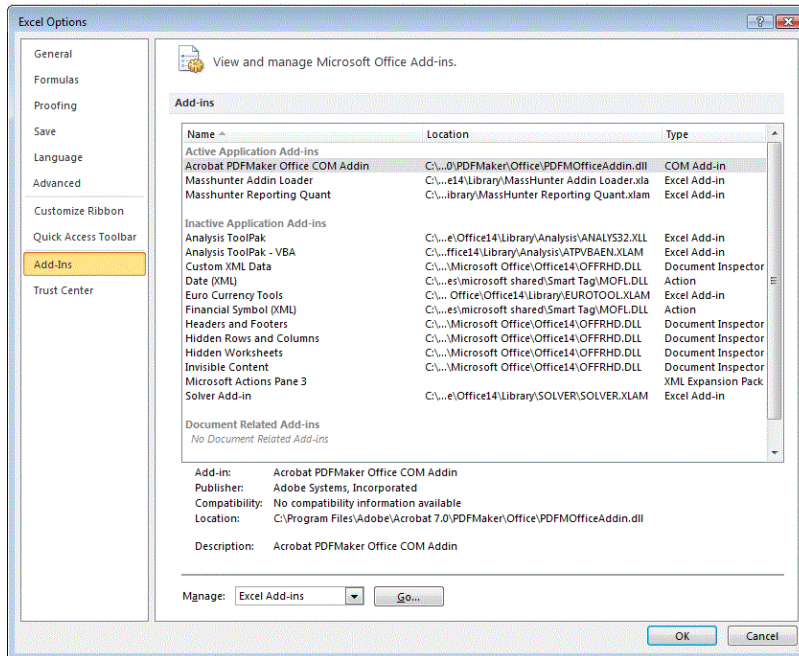 Excel Options
General
Formulas
Proofing
Save
Language
Advanced
Customize Ribbon
Quick Access Toolbar
Add-Ins
Trust Center
View and manage Microsoft Office Add-ins.
Add-ins
Name Location Type
Active Application Add-ins
Acrobat PDFMaker Office COM Addin C:\...0\PDFMaker\Office\PDFMOfficeAddin.dll COM Add-in
Masshunter Addin Loader C:\...e14\Library\MassHunter Addin Loader.xla Excel Add-in
Masshunter Reporting Quant C:\...ibrary\MassHunter Reporting Quant.xlam Excel Add-in
Inactive Application Add-ins
Analysis ToolPak C:\...e\Office14\Library\Analysis\ANALYS32.XLL Excel Add-in
Analysis ToolPak - VBA C:\...ffice14\Library\Analysis\ATPVBAEN.XLAM Excel Add-in
Custom XML Data C:\...\Microsoft Office\Office14\OFFRHD.DLL Document Inspector
Date (XML) C:\...es\microsoft shared\Smart Tag\MOFL.DLL Action
Euro Currency Tools C:\... Office\Office14\Library\EUROTOOL.XLAM Excel Add-in
Financial Symbol (XML) C:\...es\microsoft shared\Smart Tag\MOFL.DLL Action
Headers and Footers C:\...\Microsoft Office\Office14\OFFRHD.DLL Document Inspector
Hidden Rows and Columns C:\...\Microsoft Office\Office14\OFFRHD.DLL Document Inspector
Hidden Worksheets C:\...\Microsoft Office\Office14\OFFRHD.DLL Document Inspector
Invisible Content C:\...\Microsoft Office\Office14\OFFRHD.DLL Document Inspector
Microsoft Actions Pane 3 XML Expansion Pack
Solver Add-in C:\...e\Office14\Library\SOLVER\SOLVER.XLAM Excel Add-in
Document Related Add-ins
No Document Related Add-ins
Add-in: Acrobat PDFMaker Office COM Addin
Publisher: Adobe Systems, Incorporated
Compatibility: No compatibility information available
Location: C:\Program Files\Adobe\Acrobat 7.0\PDFMaker\Office\PDFMOfficeAddin.dll
Description: Acrobat PDFMaker Office COM Addin
Manage: Excel Add-ins Go...
OK Cancel